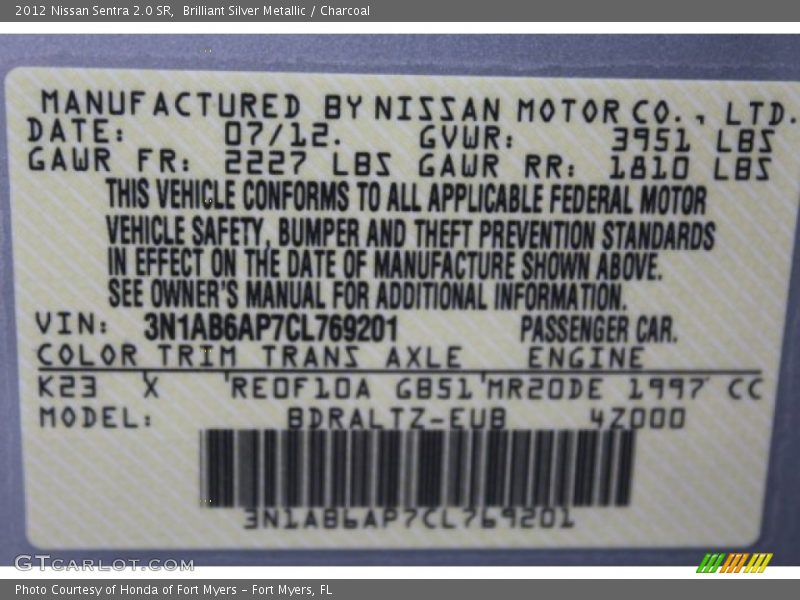 2012 Nissan Sentra 2.0 SR,  Brilliant Silver Metallic / Charcoal
MANUFACTURED BY NISSAN MOTOR CO., LTD.
DATE: 07/12. GVWR: 3951 LBS
GAWR FR: 2227 LBS GAWR RR: 1810 LBS
THIS VEHICLE CONFORMS TO ALL APPLICABLE FEDERAL MOTOR
VEHICLE SAFETY, BUMPER AND THEFT PREVENTION STANDARDS
IN EFFECT ON THE DATE OF MANUFACTURE SHOWN ABOVE.
SEE OWNER'S MANUAL FOR ADDITIONAL INFORMATION.
VIN: 3N1AB6AP7CL769201 PASSENGER CAR.
COLOR TRIM TRANS AXLE ENGINE
K23 X RE0F10A GB51 MR20DE 1997 CC
MODEL: BDRALTZ-EUB 4Z000
3N1AB6AP7CL769201
GTCARLOT.COM
Photo Courtesy of Honda of Fort Myers - Fort Myers, FL